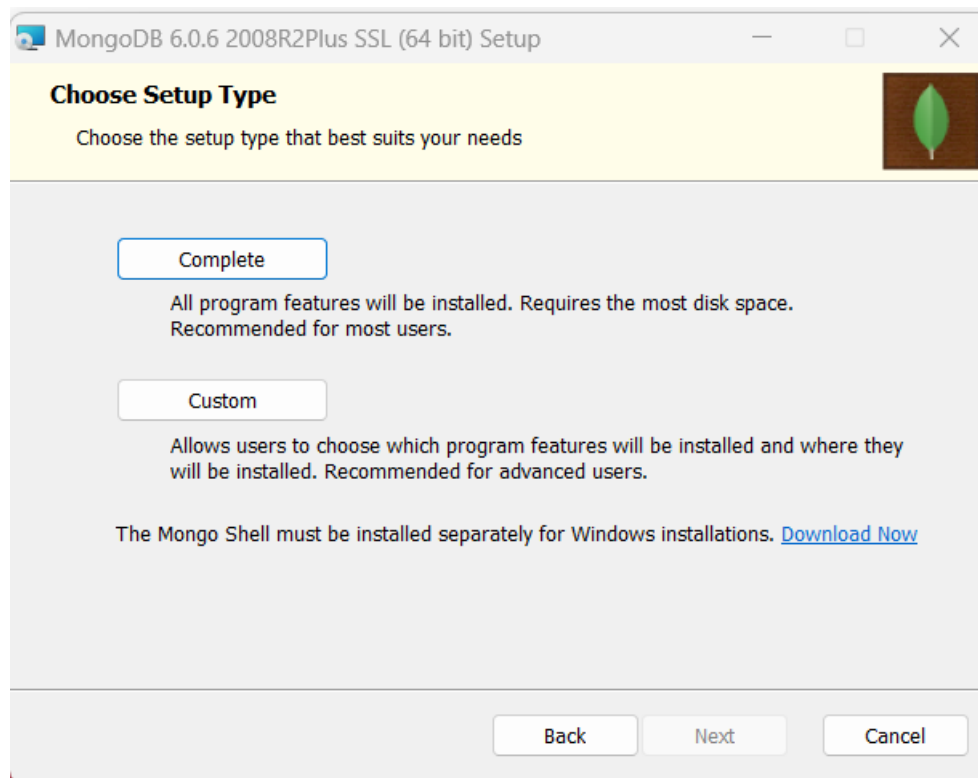 MongoDB 6.0.6 2008R2Plus SSL (64 bit) Setup
Choose Setup Type
Choose the setup type that best suits your needs
Complete
All program features will be installed. Requires the most disk space.
Recommended for most users.
Custom
Allows users to choose which program features will be installed and where they
will be installed. Recommended for advanced users.
The Mongo Shell must be installed separately for Windows installations. Download Now
Back Next Cancel